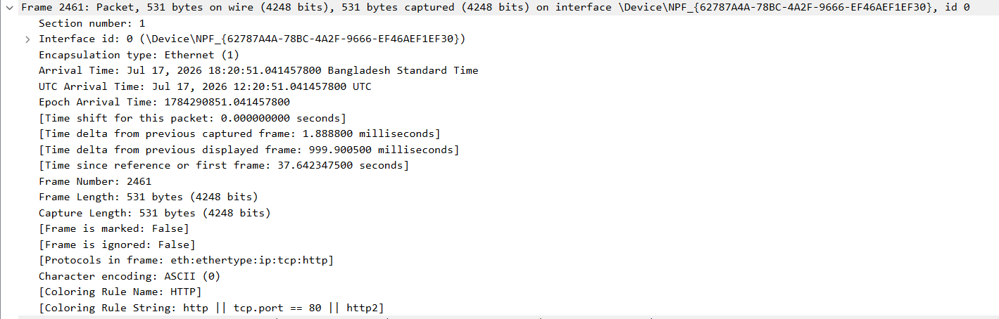 Frame 2461: Packet, 531 bytes on wire (4248 bits), 531 bytes captured (4248 bits) on interface \Device\NPF_{62787A4A-78BC-4A2F-9666-EF46AEF1EF30}, id 0
Section number: 1
Interface id: 0 (\Device\NPF_{62787A4A-78BC-4A2F-9666-EF46AEF1EF30})
Encapsulation type: Ethernet (1)
Arrival Time: Jul 17, 2026 18:20:51.041457800 Bangladesh Standard Time
UTC Arrival Time: Jul 17, 2026 12:20:51.041457800 UTC
Epoch Arrival Time: 1784290851.041457800
[Time shift for this packet: 0.000000000 seconds]
[Time delta from previous captured frame: 1.888800 milliseconds]
[Time delta from previous displayed frame: 999.900500 milliseconds]
[Time since reference or first frame: 37.642347500 seconds]
Frame Number: 2461
Frame Length: 531 bytes (4248 bits)
Capture Length: 531 bytes (4248 bits)
[Frame is marked: False]
[Frame is ignored: False]
[Protocols in frame: eth:ethertype:ip:tcp:http]
Character encoding: ASCII (0)
[Coloring Rule Name: HTTP]
[Coloring Rule String: http || tcp.port == 80 || http2]